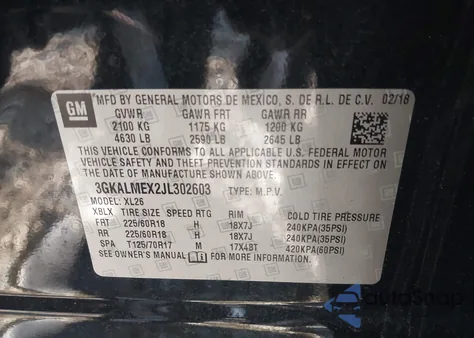 GM
MFD BY GENERAL MOTORS DE MEXICO, S. DE R.L. DE C.V. 02/18
GVWR GAWR FRT GAWR RR
2100 KG 1175 KG 1200 KG
4630 LB 2590 LB 2645 LB
THIS VEHICLE CONFORMS TO ALL APPLICABLE U.S. FEDERAL MOTOR
VEHICLE SAFETY AND THEFT PREVENTION STANDARDS IN EFFECT ON
THE DATE OF MANUFACTURE SHOWN ABOVE.
3GKALMEX2JL302603 TYPE: M.P.V.
MODEL: XL26
XBLX TIRE SIZE SPEED RTG RIM COLD TIRE PRESSURE
FRT 225/60R18 H 18X7J 240KPA(35PSI)
RR 225/60R18 H 18X7J 240KPA(35PSI)
SPA T125/70R17 M 17X4BT 420KPA(60PSI)
SEE OWNER'S MANUAL FOR MORE INFORMATION
AutoSnap